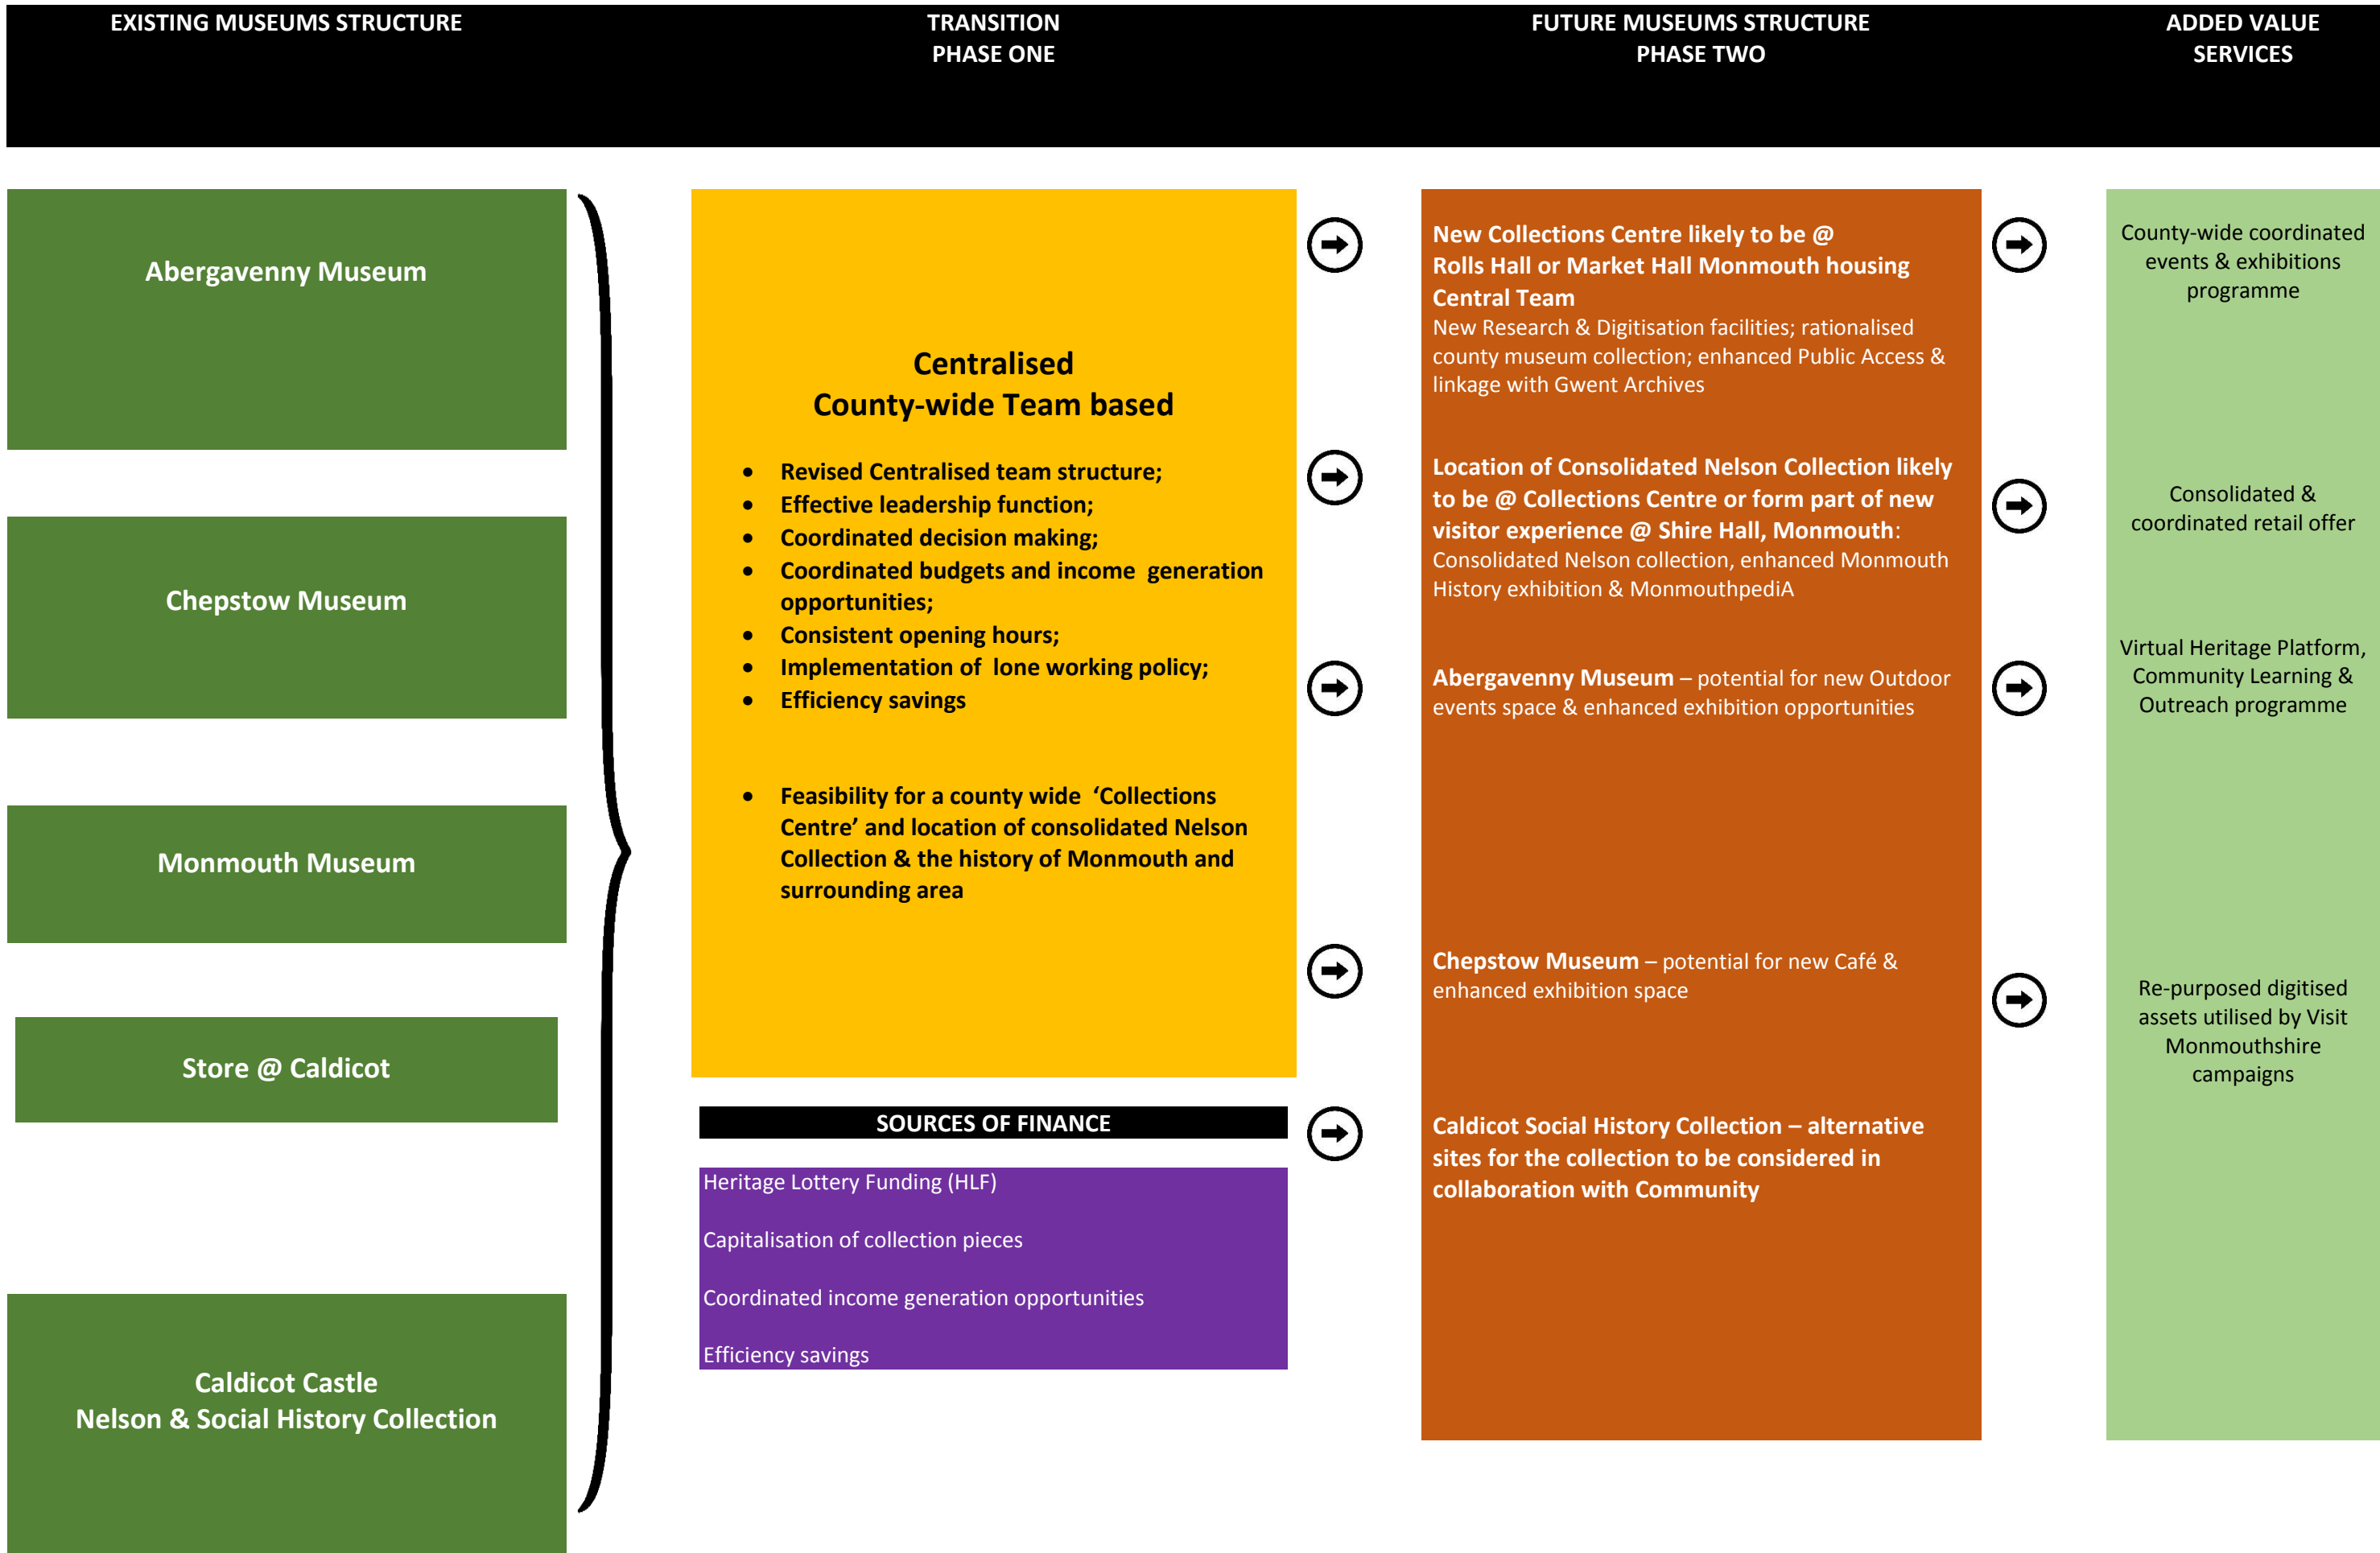 EXISTING MUSEUMS STRUCTURE
TRANSITION
PHASE ONE
FUTURE MUSEUMS STRUCTURE
PHASE TWO
ADDED VALUE
SERVICES
Abergavenny Museum
Chepstow Museum
Monmouth Museum
Store @ Caldicot
Caldicot Castle
Nelson & Social History Collection
Centralised
County-wide Team based
• Revised Centralised team structure;
• Effective leadership function;
• Coordinated decision making;
• Coordinated budgets and income generation
opportunities;
• Consistent opening hours;
• Implementation of lone working policy;
• Efficiency savings
• Feasibility for a county wide ‘Collections
Centre’ and location of consolidated Nelson
Collection & the history of Monmouth and
surrounding area
SOURCES OF FINANCE
Heritage Lottery Funding (HLF)
Capitalisation of collection pieces
Coordinated income generation opportunities
Efficiency savings
New Collections Centre likely to be @
Rolls Hall or Market Hall Monmouth housing
Central Team
New Research & Digitisation facilities; rationalised
county museum collection; enhanced Public Access &
linkage with Gwent Archives
Location of Consolidated Nelson Collection likely
to be @ Collections Centre or form part of new
visitor experience @ Shire Hall, Monmouth:
Consolidated Nelson collection, enhanced Monmouth
History exhibition & MonmouthpediA
Abergavenny Museum – potential for new Outdoor
events space & enhanced exhibition opportunities
Chepstow Museum – potential for new Café &
enhanced exhibition space
Caldicot Social History Collection – alternative
sites for the collection to be considered in
collaboration with Community
County-wide coordinated
events & exhibitions
programme
Consolidated &
coordinated retail offer
Virtual Heritage Platform,
Community Learning &
Outreach programme
Re-purposed digitised
assets utilised by Visit
Monmouthshire
campaigns